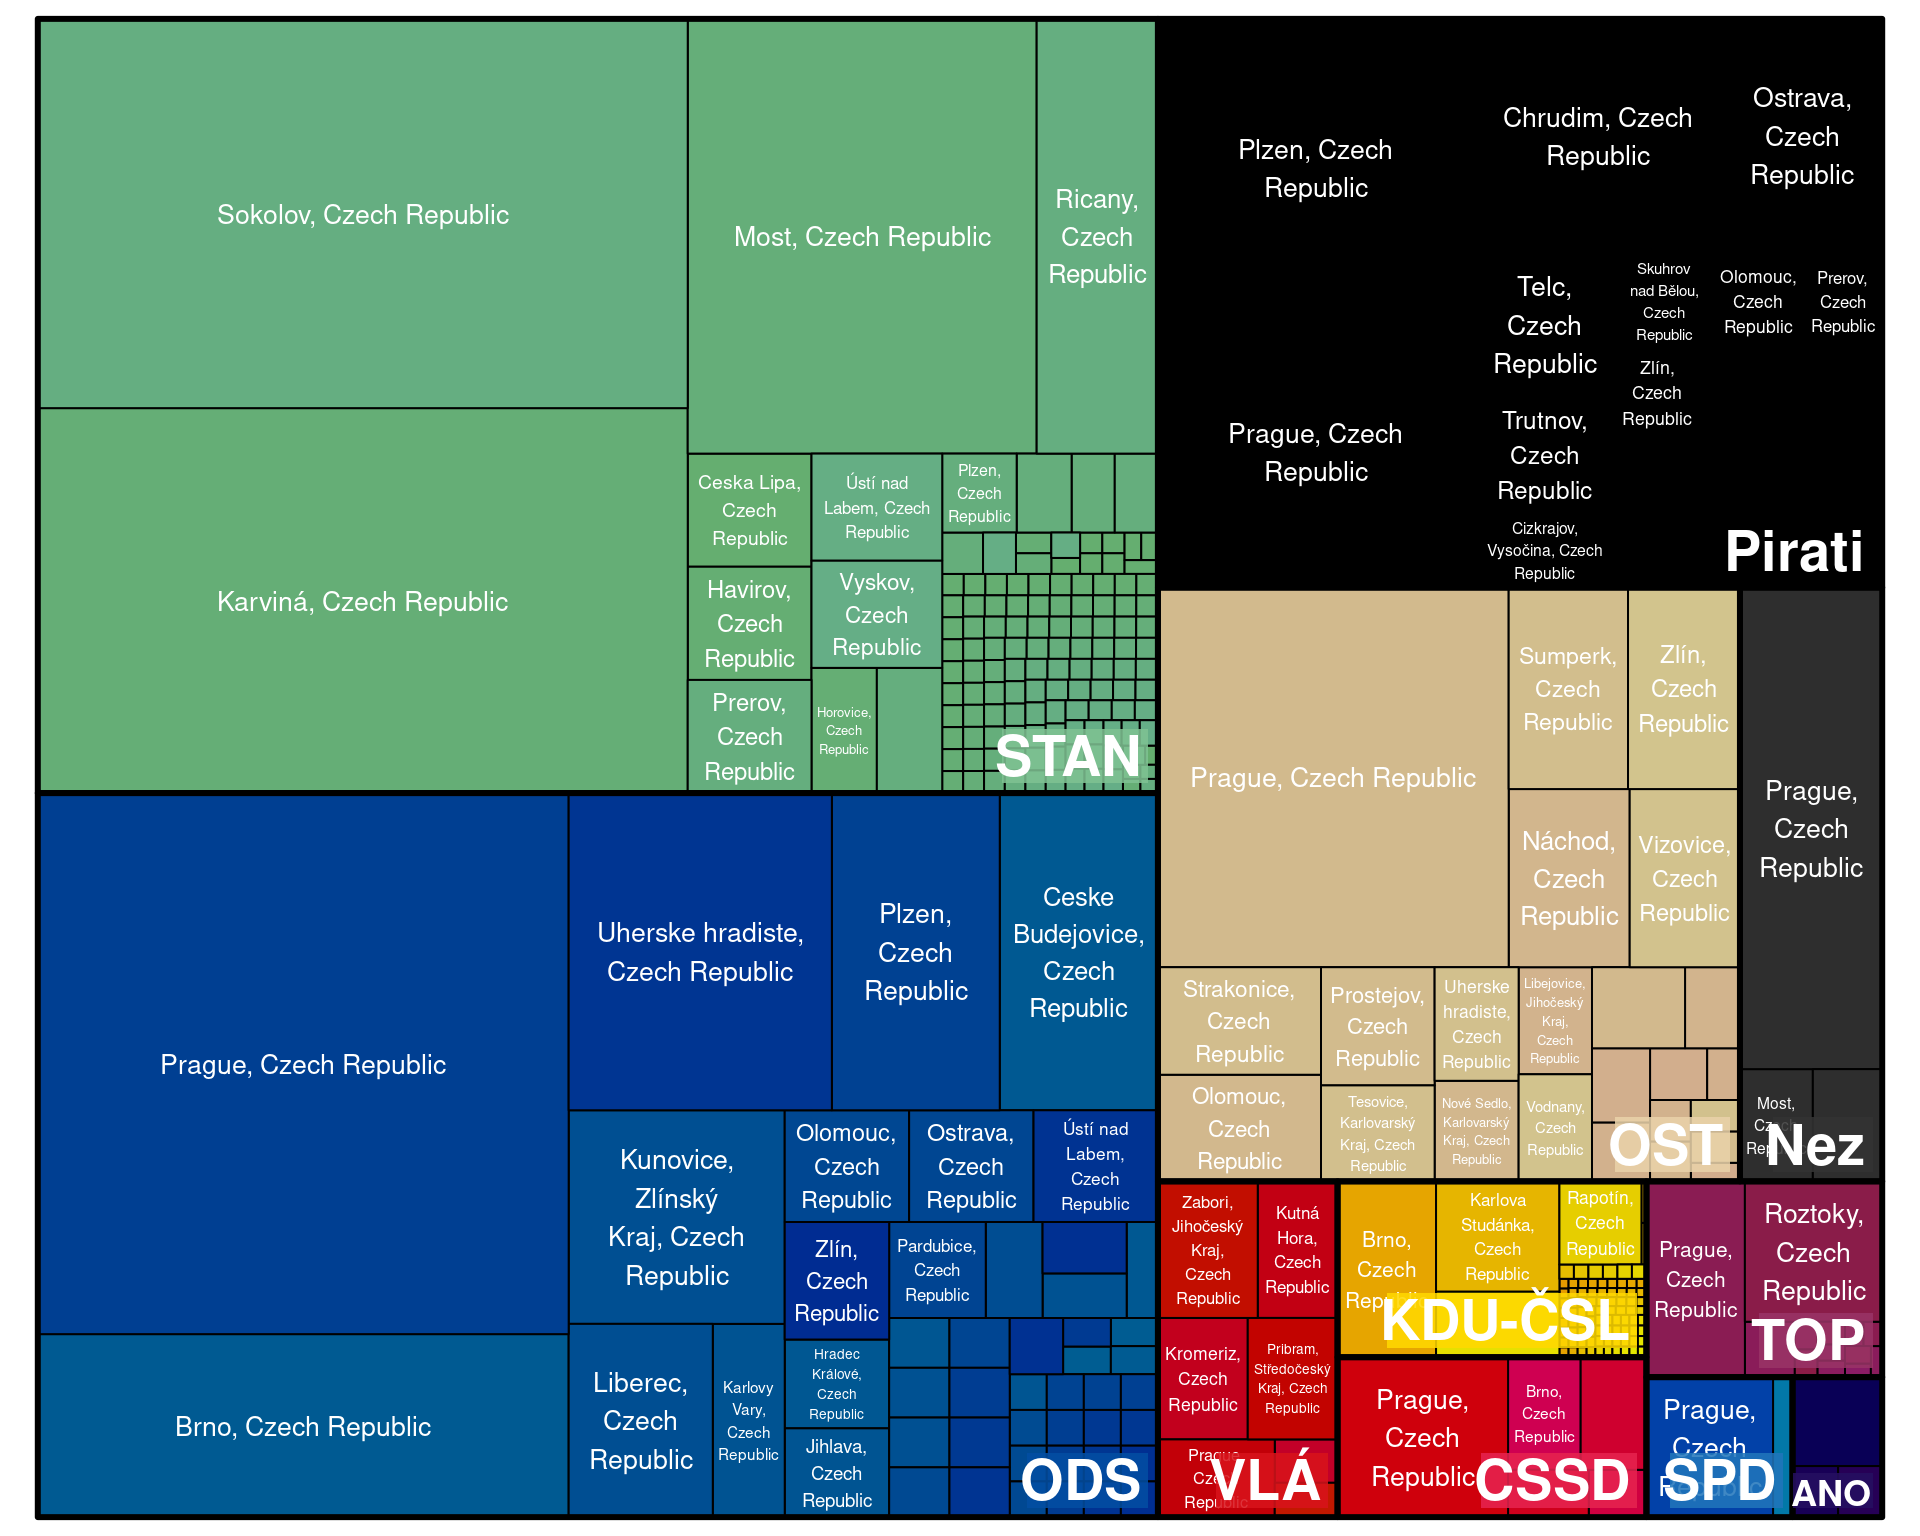 Sokolov, Czech Republic
Karviná, Czech Republic
Most, Czech Republic
Ricany,
Czech
Republic
Ceska Lipa,
Czech
Republic
Ústí nad
Labem, Czech
Republic
Plzen,
Czech
Republic
Havirov,
Czech
Republic
Vyskov,
Czech
Republic
Prerov,
Czech
Republic
Horovice,
Czech
Republic
STAN
Prague, Czech Republic
Brno, Czech Republic
Uherske hradiste,
Czech Republic
Plzen,
Czech
Republic
Ceske
Budejovice,
Czech
Republic
Kunovice,
Zlínský
Kraj, Czech
Republic
Olomouc,
Czech
Republic
Ostrava,
Czech
Republic
Ústí nad
Labem,
Czech
Republic
Liberec,
Czech
Republic
Karlovy
Vary,
Czech
Republic
Zlín,
Czech
Republic
Pardubice,
Czech
Republic
Hradec
Králové,
Czech
Republic
Jihlava,
Czech
Republic
ODS
Plzen, Czech
Republic
Prague, Czech
Republic
Chrudim, Czech
Republic
Ostrava,
Czech
Republic
Telc,
Czech
Republic
Skuhrov
nad Bělou,
Czech
Republic
Olomouc,
Czech
Republic
Prerov,
Czech
Republic
Zlín,
Czech
Republic
Trutnov,
Czech
Republic
Cizkrajov,
Vysočina, Czech
Republic
Pirati
Prague, Czech Republic
Sumperk,
Czech
Republic
Zlín,
Czech
Republic
Náchod,
Czech
Republic
Vizovice,
Czech
Republic
Strakonice,
Czech
Republic
Olomouc,
Czech
Republic
Prostejov,
Czech
Republic
Tesovice,
Karlovarský
Kraj, Czech
Republic
Uherske
hradiste,
Czech
Republic
Nové Sedlo,
Karlovarský
Kraj, Czech
Republic
Libejovice,
Jihočeský
Kraj,
Czech
Republic
Vodnany,
Czech
Republic
OST
Prague,
Czech
Republic
Most,
Czech
Republic
Nez
Zabori,
Jihočeský
Kraj,
Czech
Republic
Kutná
Hora,
Czech
Republic
Kromeriz,
Czech
Republic
Pribram,
Středočeský
Kraj, Czech
Republic
Prague,
Czech
Republic
VLÁ
Brno,
Czech
Republic
Karlova
Studánka,
Czech
Republic
Rapotín,
Czech
Republic
KDU-ČSL
Prague,
Czech
Republic
Brno,
Czech
Republic
CSSD
Prague,
Czech
Republic
Roztoky,
Czech
Republic
TOP
Prague,
Czech
Republic
SPD
ANO